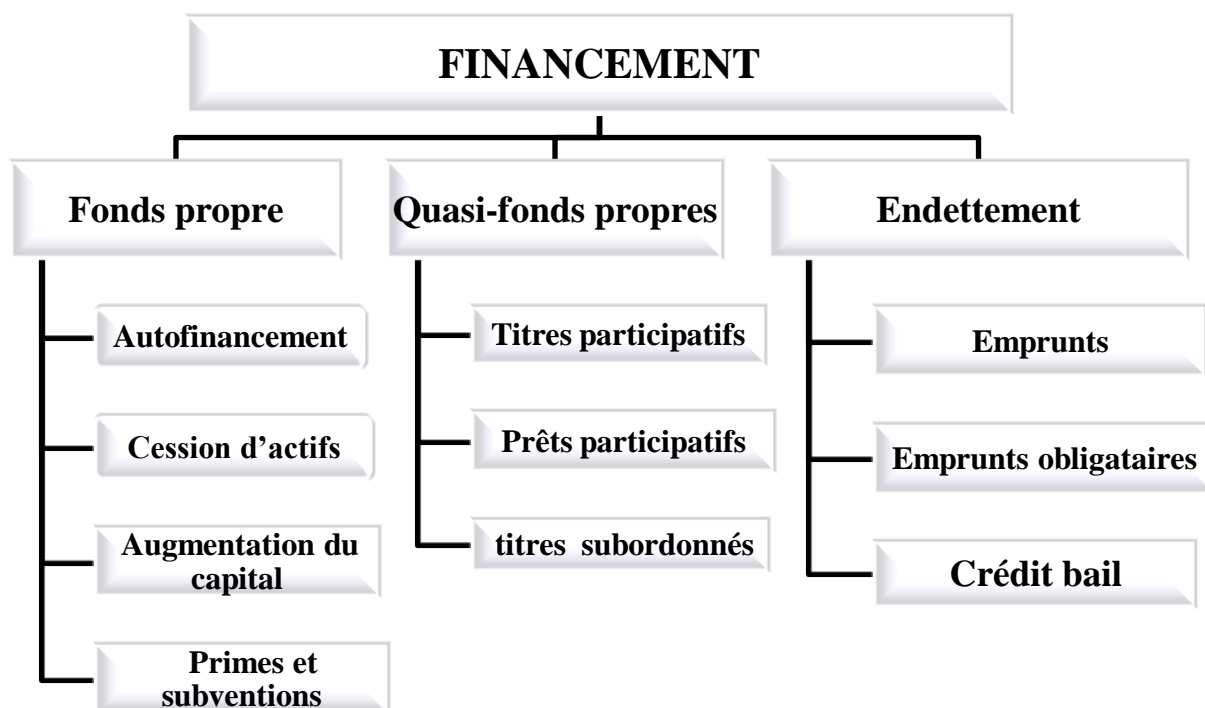 FINANCEMENT
Fonds propre
Autofinancement
Cession d’actifs
Augmentation du
capital
Primes et
subventions
Quasi-fonds propres
Titres participatifs
Prêts participatifs
titres subordonnés
Endettement
Emprunts
Emprunts obligataires
Crédit bail